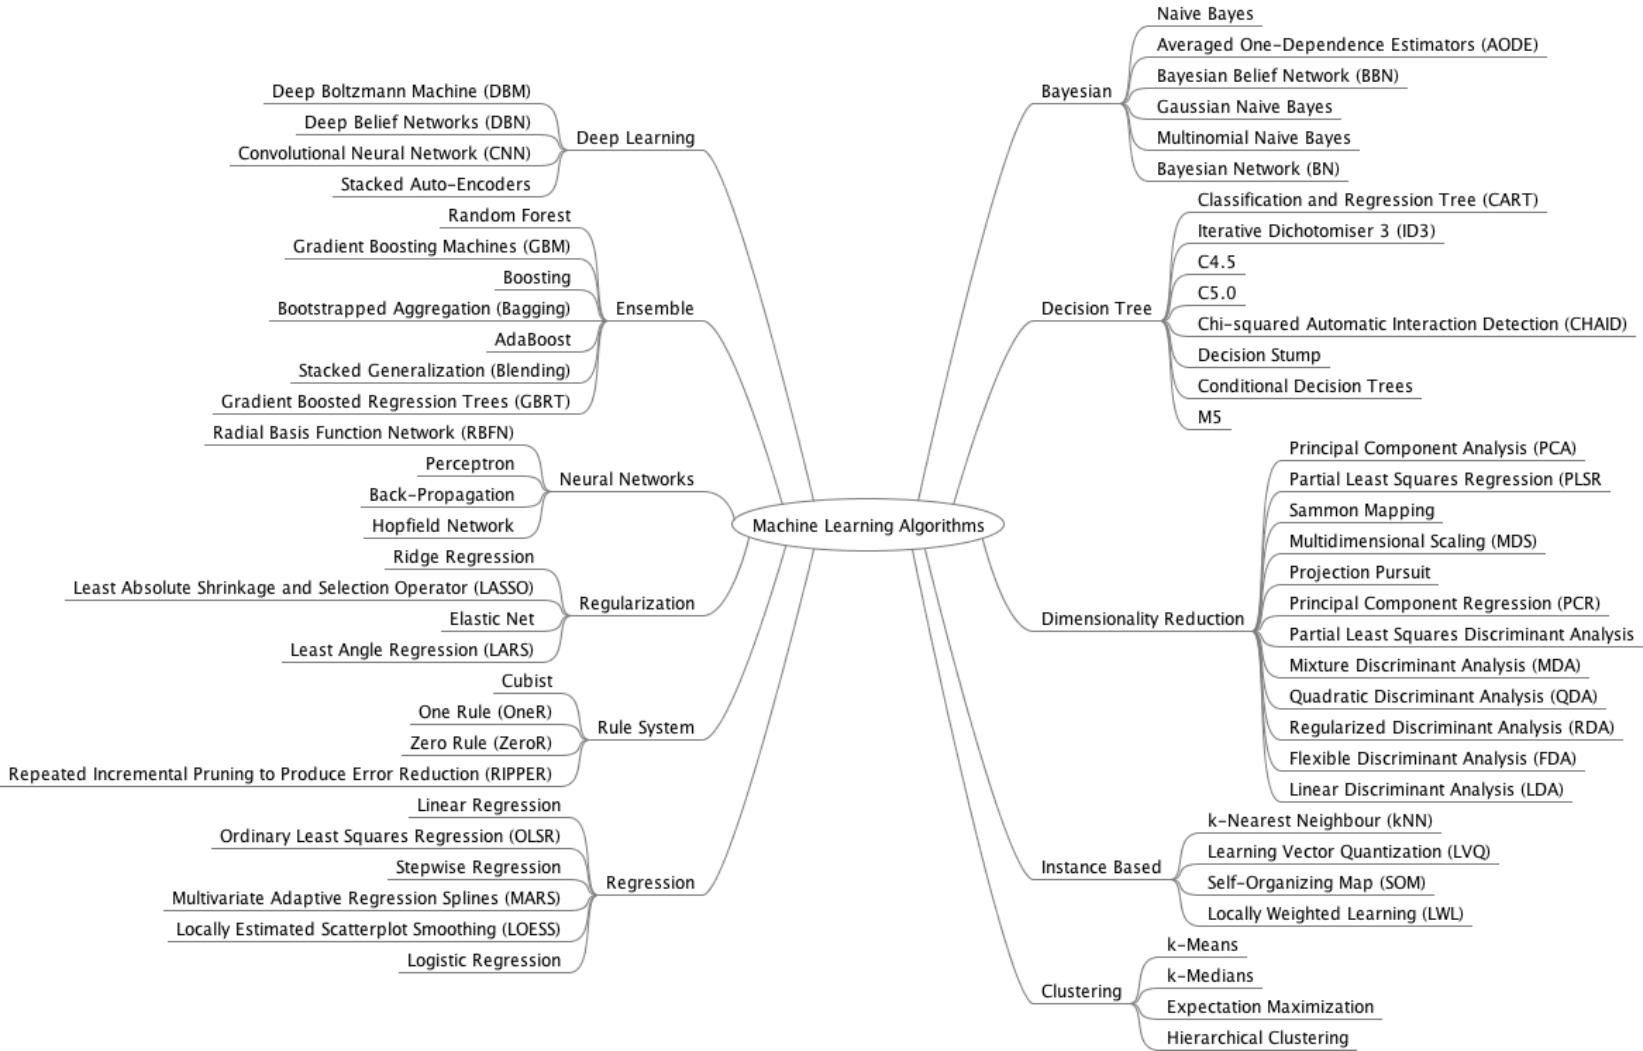 Machine Learning Algorithms
Deep Learning
Deep Boltzmann Machine (DBM)
Deep Belief Networks (DBN)
Convolutional Neural Network (CNN)
Stacked Auto-Encoders
Ensemble
Random Forest
Gradient Boosting Machines (GBM)
Boosting
Bootstrapped Aggregation (Bagging)
AdaBoost
Stacked Generalization (Blending)
Gradient Boosted Regression Trees (GBRT)
Neural Networks
Radial Basis Function Network (RBFN)
Perceptron
Back-Propagation
Hopfield Network
Regularization
Ridge Regression
Least Absolute Shrinkage and Selection Operator (LASSO)
Elastic Net
Least Angle Regression (LARS)
Rule System
Cubist
One Rule (OneR)
Zero Rule (ZeroR)
Repeated Incremental Pruning to Produce Error Reduction (RIPPER)
Regression
Linear Regression
Ordinary Least Squares Regression (OLSR)
Stepwise Regression
Multivariate Adaptive Regression Splines (MARS)
Locally Estimated Scatterplot Smoothing (LOESS)
Logistic Regression
Bayesian
Naive Bayes
Averaged One-Dependence Estimators (AODE)
Bayesian Belief Network (BBN)
Gaussian Naive Bayes
Multinomial Naive Bayes
Bayesian Network (BN)
Decision Tree
Classification and Regression Tree (CART)
Iterative Dichotomiser 3 (ID3)
C4.5
C5.0
Chi-squared Automatic Interaction Detection (CHAID)
Decision Stump
Conditional Decision Trees
M5
Dimensionality Reduction
Principal Component Analysis (PCA)
Partial Least Squares Regression (PLSR
Sammon Mapping
Multidimensional Scaling (MDS)
Projection Pursuit
Principal Component Regression (PCR)
Partial Least Squares Discriminant Analysis
Mixture Discriminant Analysis (MDA)
Quadratic Discriminant Analysis (QDA)
Regularized Discriminant Analysis (RDA)
Flexible Discriminant Analysis (FDA)
Linear Discriminant Analysis (LDA)
Instance Based
k-Nearest Neighbour (kNN)
Learning Vector Quantization (LVQ)
Self-Organizing Map (SOM)
Locally Weighted Learning (LWL)
Clustering
k-Means
k-Medians
Expectation Maximization
Hierarchical Clustering